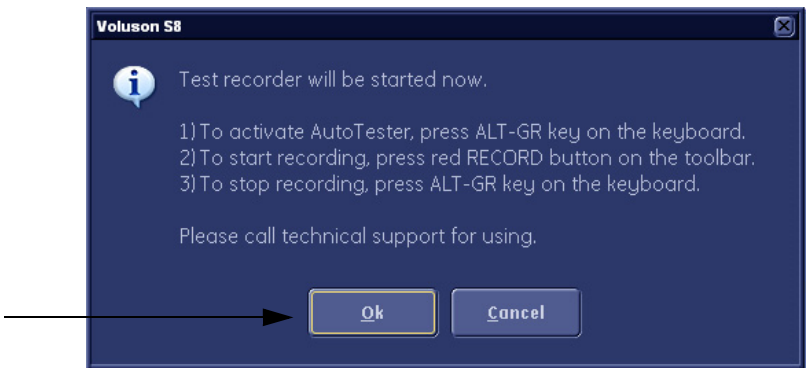 Voluson S8
Test recorder will be started now.
1) To activate AutoTester, press ALT-GR key on the keyboard.
2) To start recording, press red RECORD button on the toolbar.
3) To stop recording, press ALT-GR key on the keyboard.
Please call technical support for using.
Ok
Cancel